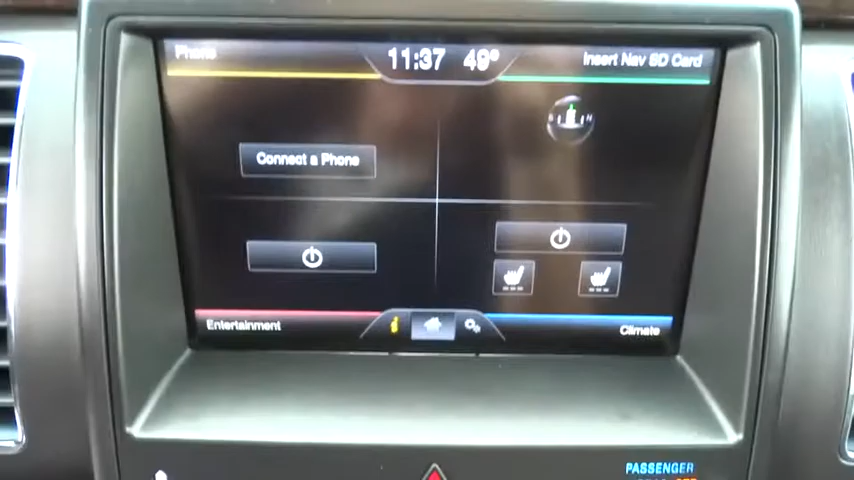 Phone
11:37 49°
Insert Nav SD Card
Connect a Phone
Entertainment
i
Climate
PASSENGER